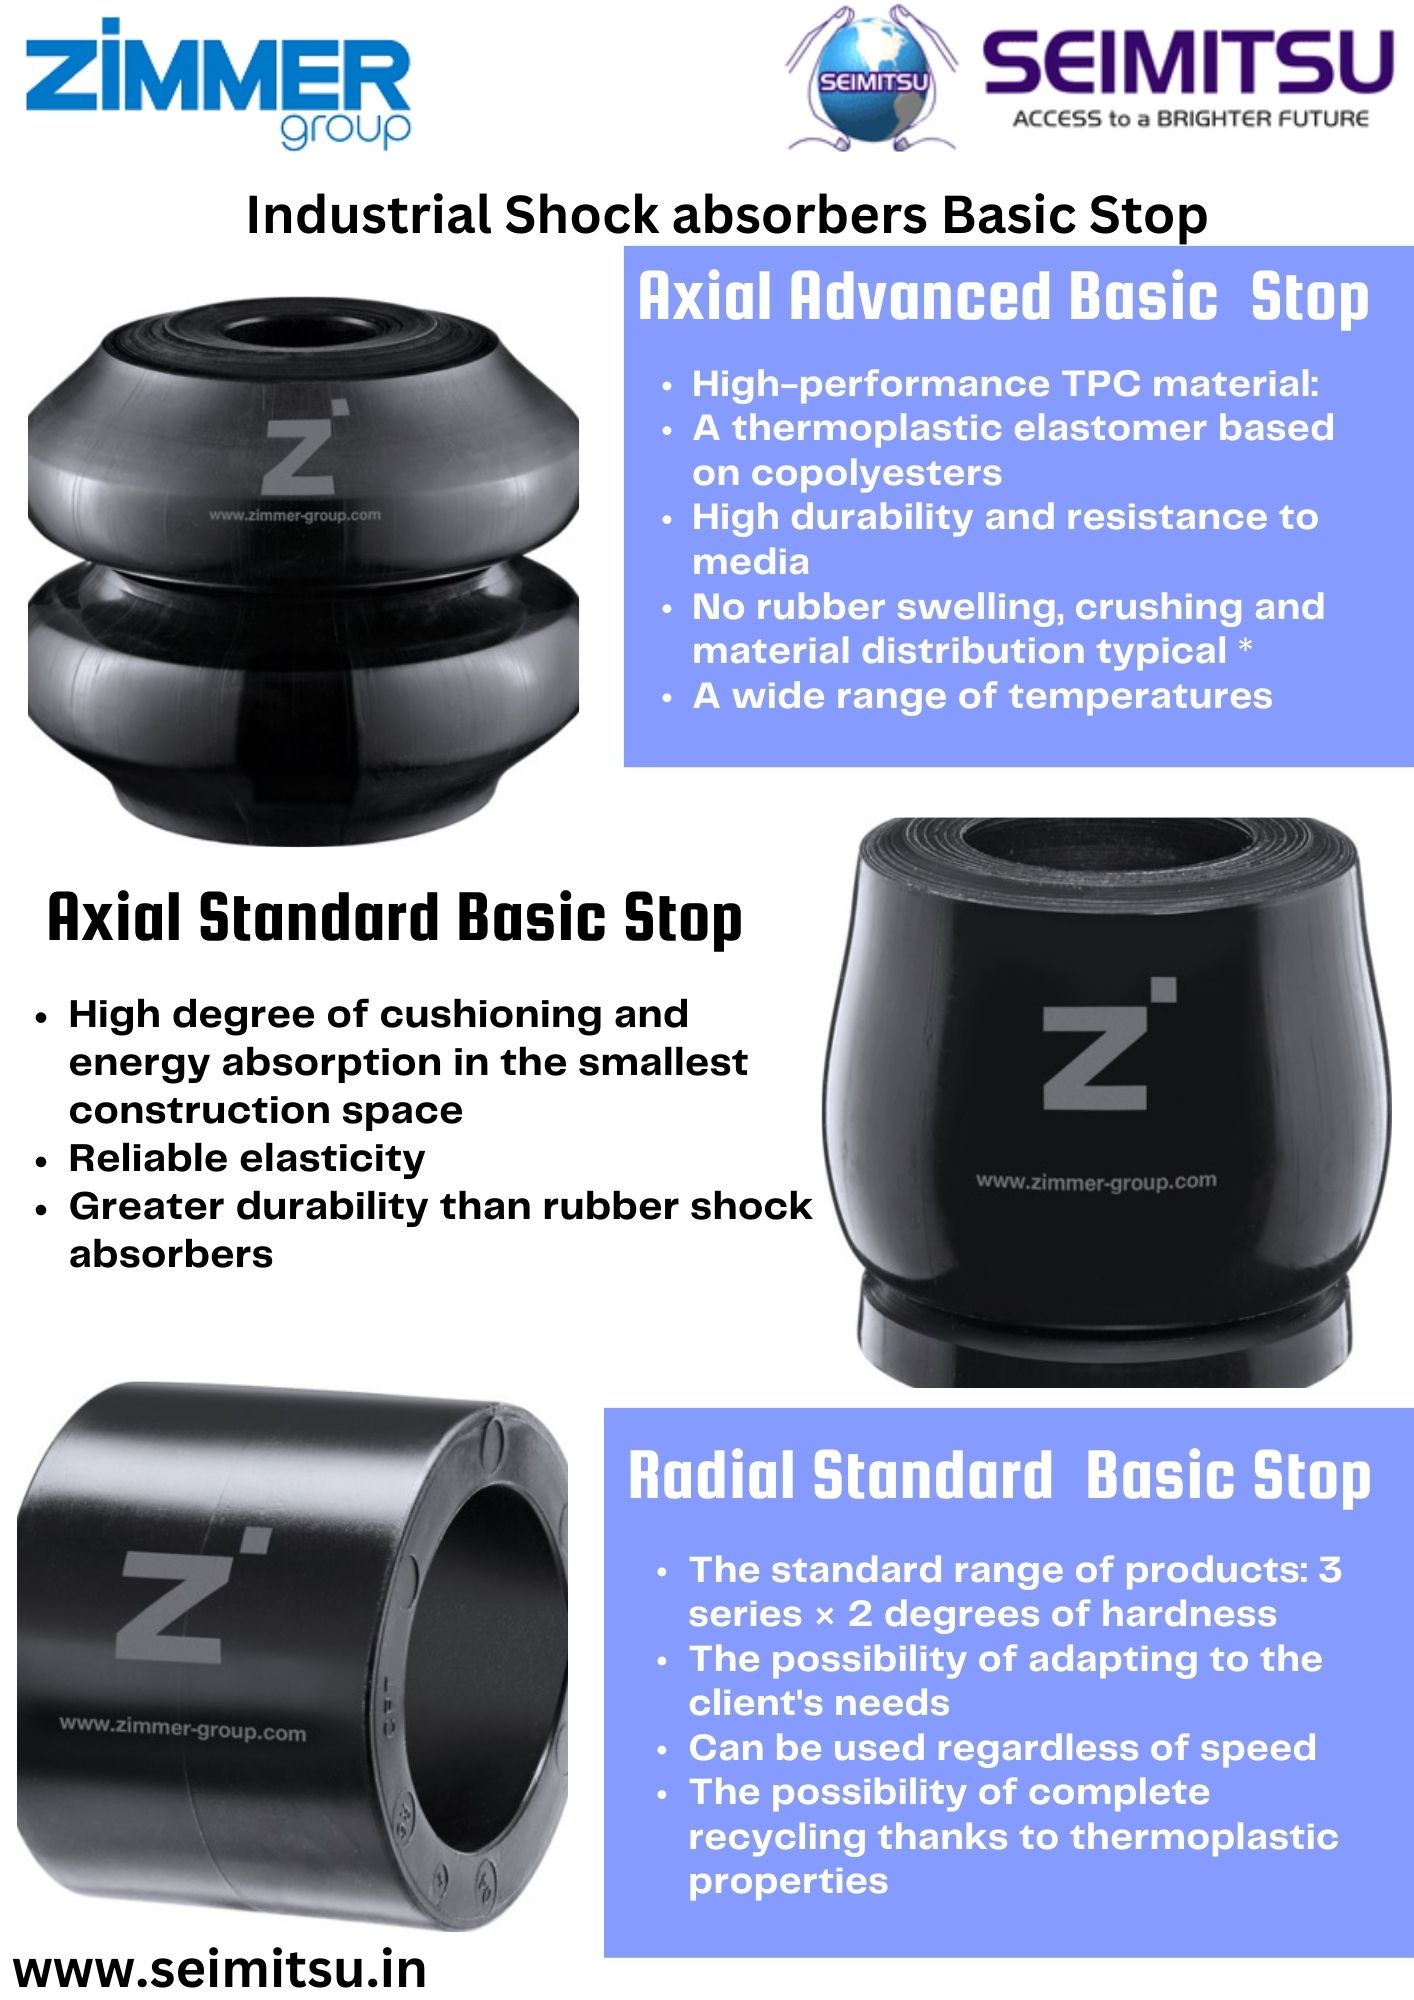 ZiMMER
group
SEIMITSU
SEIMITSU
ACCESS to a BRIGHTER FUTURE
Industrial Shock absorbers Basic Stop
Axial Advanced Basic Stop
• High-performance TPC material:
• A thermoplastic elastomer based
on copolyesters
• High durability and resistance to
media
• No rubber swelling, crushing and
material distribution typical *
• A wide range of temperatures
Z
www.zimmer-group.com
Axial Standard Basic Stop
• High degree of cushioning and
energy absorption in the smallest
construction space
• Reliable elasticity
• Greater durability than rubber shock
absorbers
Z
www.zimmer-group.com
Z
www.zimmer-group.com
Radial Standard Basic Stop
• The standard range of products: 3
series × 2 degrees of hardness
• The possibility of adapting to the
client's needs
• Can be used regardless of speed
• The possibility of complete
recycling thanks to thermoplastic
properties
www.seimitsu.in